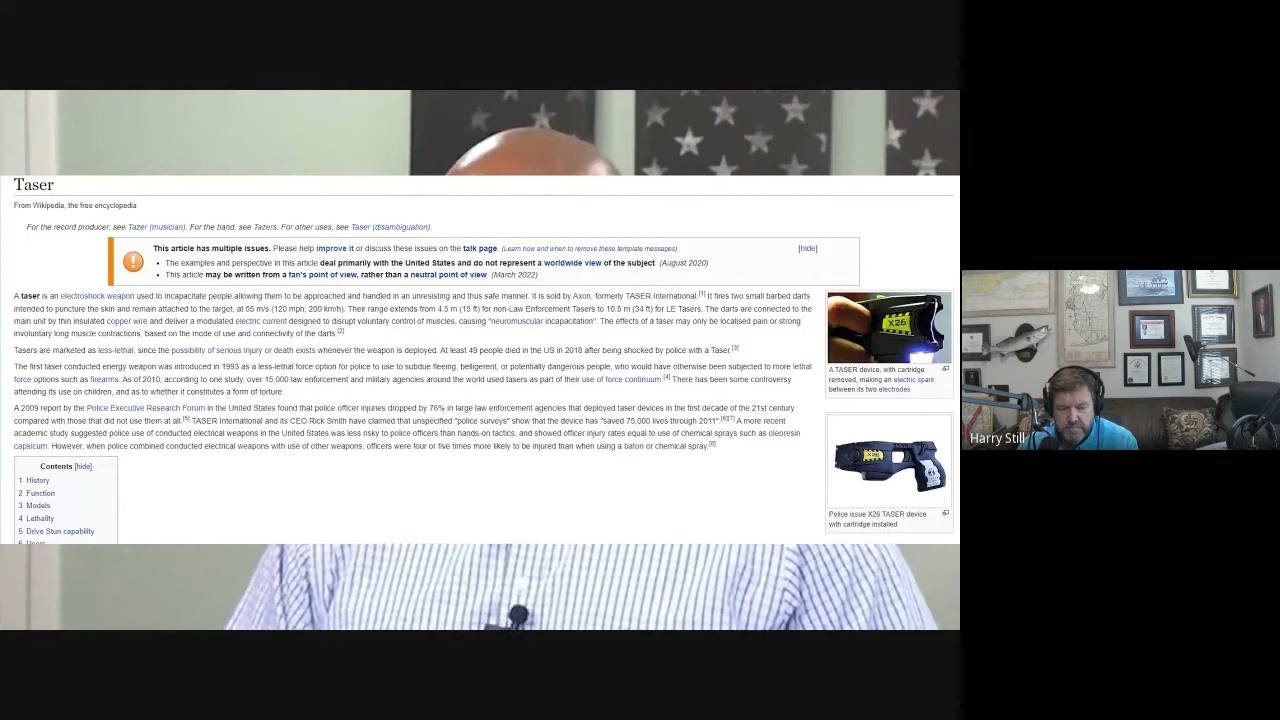 Taser
From Wikipedia, the free encyclopedia
For the record producer, see Tazer (musician). For the band, see Tazers. For other uses, see Taser (disambiguation).
This article has multiple issues. Please help improve it or discuss these issues on the talk page. (Learn how and when to remove these template messages) [hide]
• The examples and perspective in this article deal primarily with the United States and do not represent a worldwide view of the subject. (August 2020)
• This article may be written from a fan's point of view, rather than a neutral point of view. (March 2022)
A taser is an electroshock weapon used to incapacitate people allowing them to be approached and handled in an unresisting and thus safe manner. It is sold by Axon, formerly TASER International.[1] It fires two small barbed darts
intended to puncture the skin and remain attached to the target, at 55 m/s (120 mph; 200 km/h). Their range extends from 4.5 m (15 ft) for non-Law Enforcement Tasers to 10.5 m (34 ft) for LE Tasers. The darts are connected to the
main unit by thin insulated copper wire and deliver a modulated electric current designed to disrupt voluntary control of muscles, causing "neuromuscular incapacitation". The effects of a taser may only be localised pain or strong
involuntary long muscle contractions, based on the mode of use and connectivity of the darts.[2]
Tasers are marketed as less-lethal, since the possibility of serious injury or death exists whenever the weapon is deployed. At least 49 people died in the US in 2018 after being shocked by police with a Taser.[3]
The first taser conducted energy weapon was introduced in 1993 as a less-lethal force option for police to use to subdue fleeing, belligerent, or potentially dangerous people, who would have otherwise been subjected to more lethal
force options such as firearms. As of 2010, according to one study, over 15,000 law enforcement and military agencies around the world used tasers as part of their use of force continuum.[4] There has been some controversy
attending its use on children, and as to whether it constitutes a form of torture.
A 2009 report by the Police Executive Research Forum in the United States found that police officer injuries dropped by 76% in large law enforcement agencies that deployed taser devices in the first decade of the 21st century
compared with those that did not use them at all.[5] TASER International and its CEO Rick Smith have claimed that unspecified "police surveys" show that the device has "saved 75,000 lives through 2011".[6][7] A more recent
academic study suggested police use of conducted electrical weapons in the United States was less risky to police officers than hands-on tactics, and showed officer injury rates equal to use of chemical sprays such as oleoresin
capsicum. However, when police combined conducted electrical weapons with use of other weapons, officers were four or five times more likely to be injured than when using a baton or chemical spray.[8]
X26
A TASER device, with cartridge
removed, making an electric spark
between its two electrodes
Police issue X26 TASER device
with cartridge installed
Contents [hide]
1 History
2 Function
3 Models
4 Lethality
5 Drive Stun capability
Harry Still